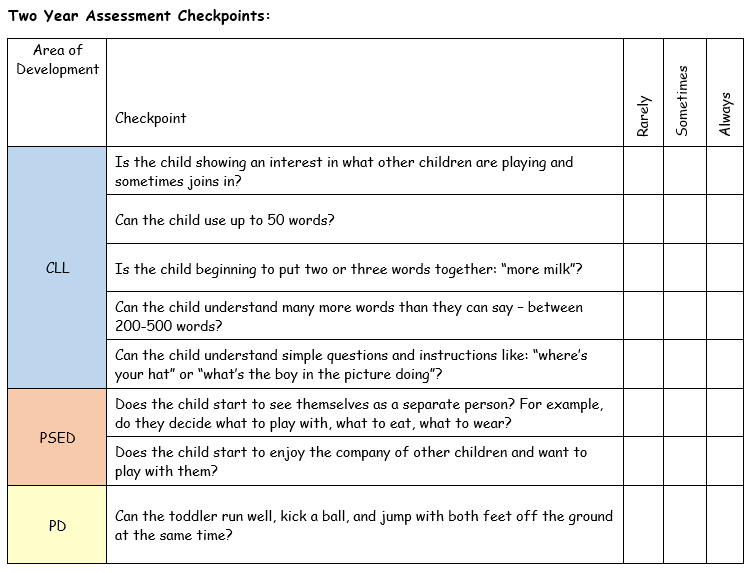 Two Year Assessment Checkpoints:
Area of
Development
Checkpoint
Rarely
Sometimes
Always
CLL
Is the child showing an interest in what other children are playing and
sometimes joins in?
Can the child use up to 50 words?
Is the child beginning to put two or three words together: “more milk”?
Can the child understand many more words than they can say – between
200-500 words?
Can the child understand simple questions and instructions like: “where’s
your hat” or “what’s the boy in the picture doing”?
PSED
Does the child start to see themselves as a separate person? For example,
do they decide what to play with, what to eat, what to wear?
Does the child start to enjoy the company of other children and want to
play with them?
PD
Can the toddler run well, kick a ball, and jump with both feet off the ground
at the same time?